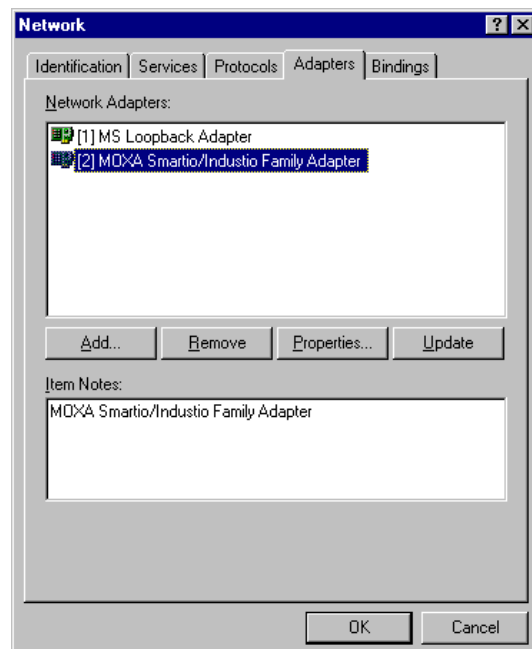 Network
Identification Services Protocols Adapters Bindings
Network Adapters:
[1] MS Loopback Adapter
[2] MOXA Smartio/Industio Family Adapter
Add... Remove Properties... Update
Item Notes:
MOXA Smartio/Industio Family Adapter
OK Cancel